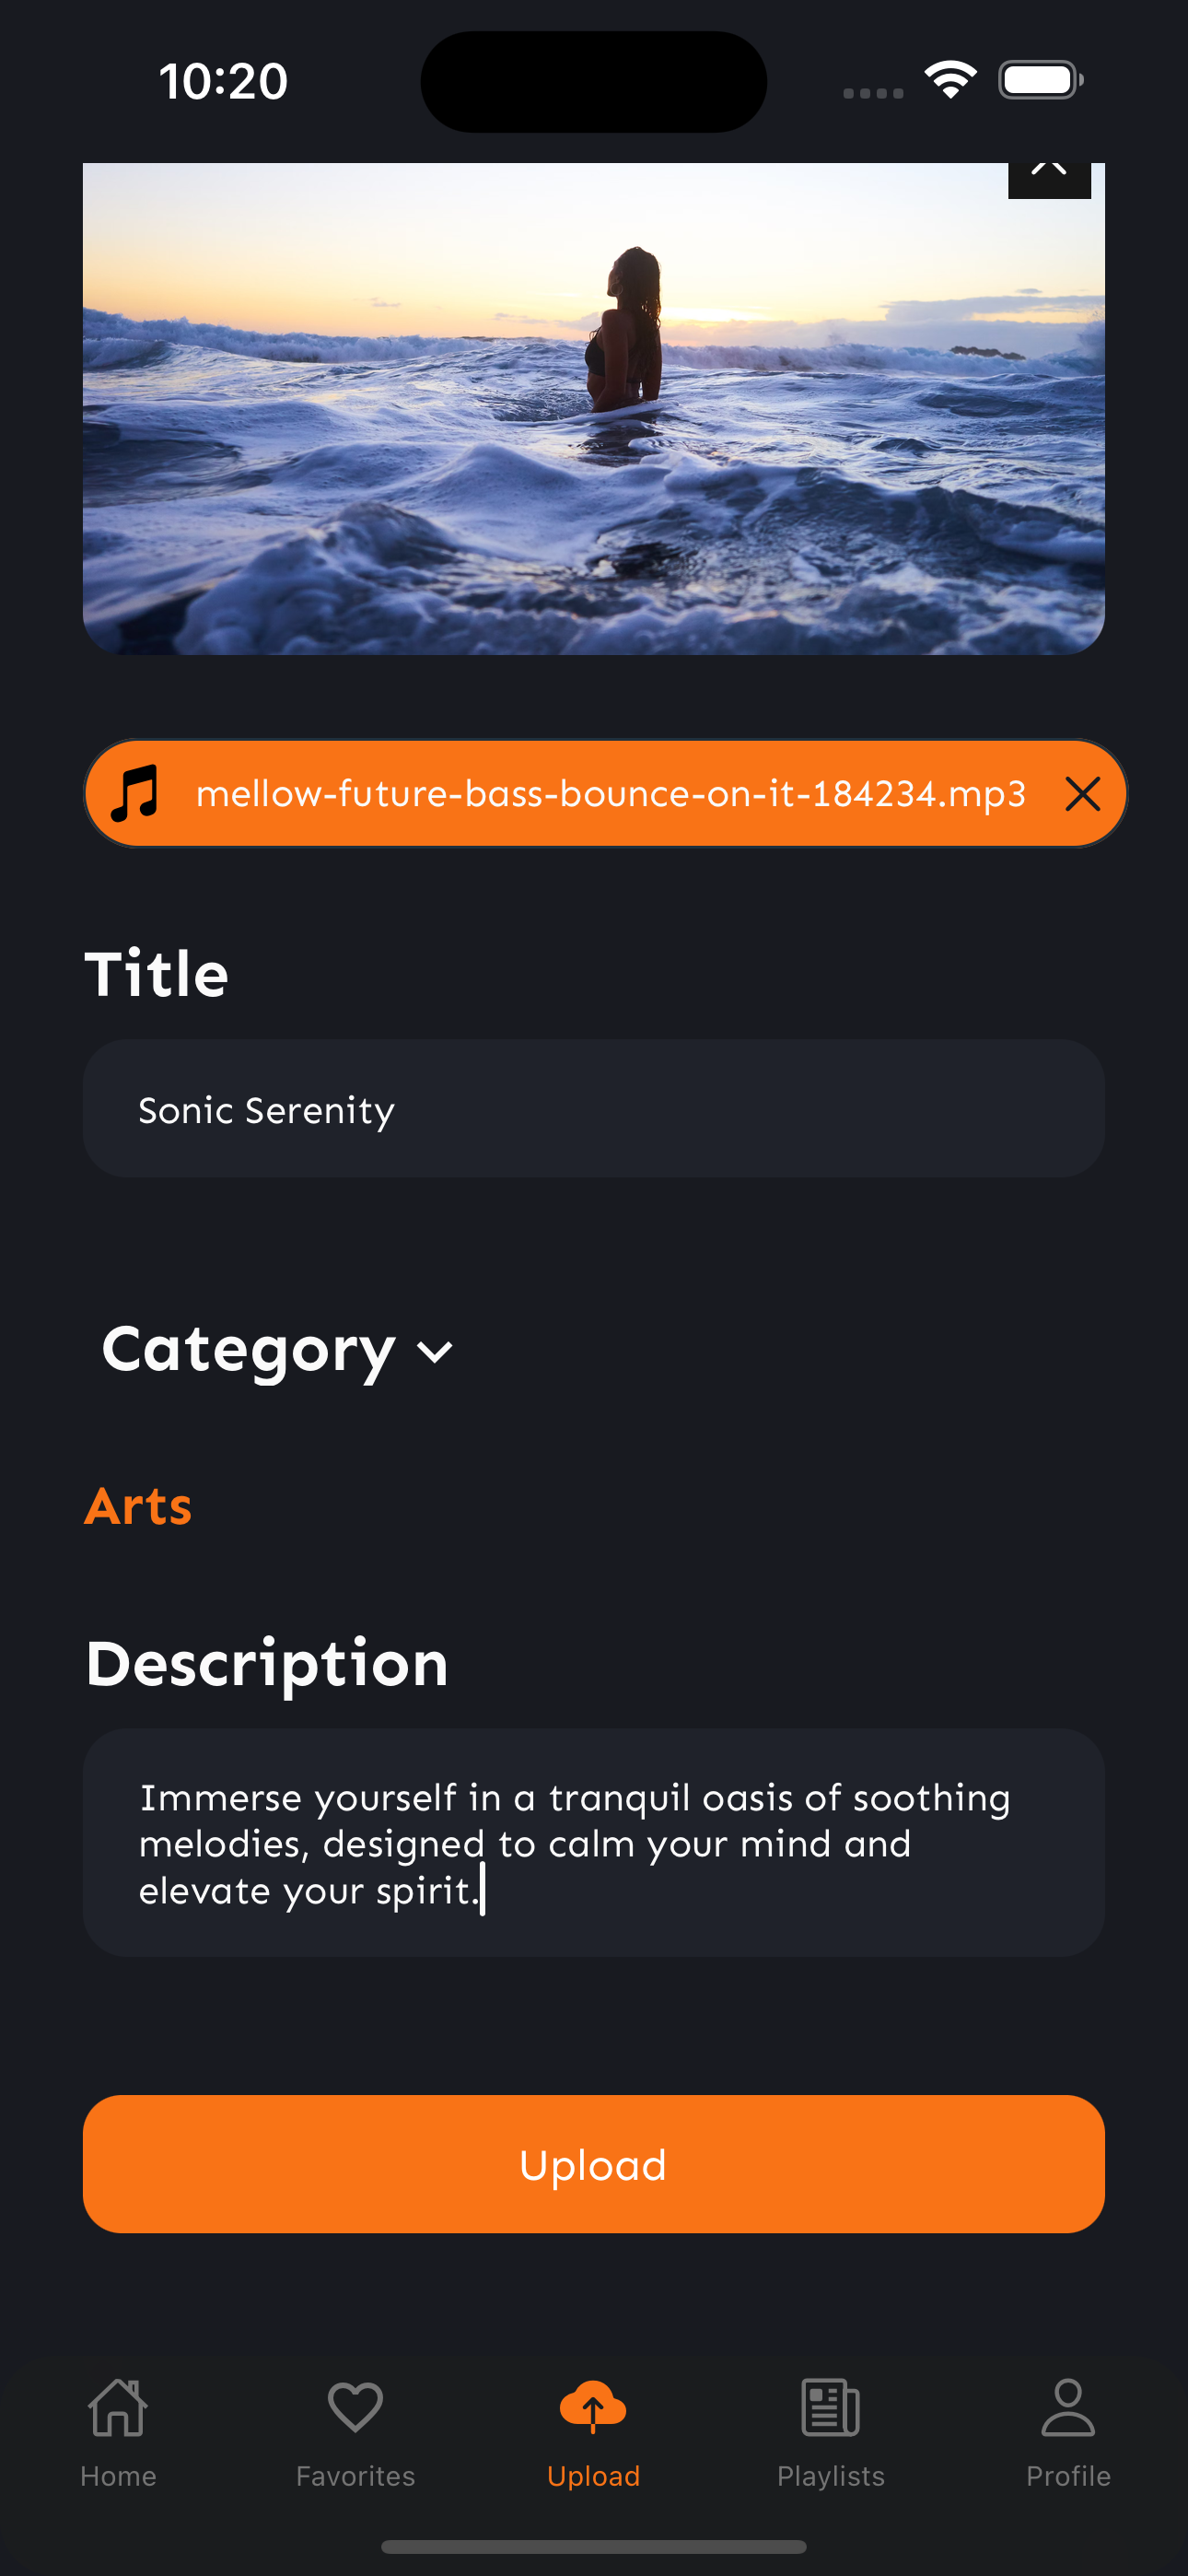 10:20
mellow-future-bass-bounce-on-it-184234.mp3
Title
Sonic Serenity
Category
Arts
Description
Immerse yourself in a tranquil oasis of soothing
melodies, designed to calm your mind and
elevate your spirit.
Upload
Home
Favorites
Upload
Playlists
Profile